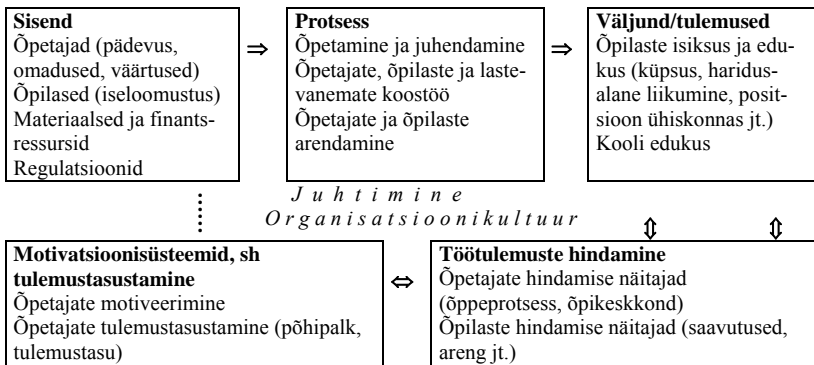 Sisend
Õpetajad (pädevus,
omadused, väärtused)
Õpilased (iseloomustus)
Materiaalsed ja finants-
ressursid
Regulatsioonid
⇒
Protsess
Õpetamine ja juhendamine
Õpetajate, õpilaste ja laste-
vanemate koostöö
Õpetajate ja õpilaste
arendamine
⇒
Väljund/tulemused
Õpilaste isiksus ja edu-
kus (küpsus, haridus-
alane liikumine, posit-
sioon ühiskonnas jt.)
Kooli edukus
Juhtimine
Organisatsioonikultuur
⇕ ⇕
Motivatsioonisüsteemid, sh
tulemustasustamine
Õpetajate motiveerimine
Õpetajate tulemustasustamine (põhipalk,
tulemustasu)
⇔
Töötulemuste hindamine
Õpetajate hindamise näitajad
(õppeprotsess, õpikeskkond)
Õpilaste hindamise näitajad (saavutused,
areng jt.)